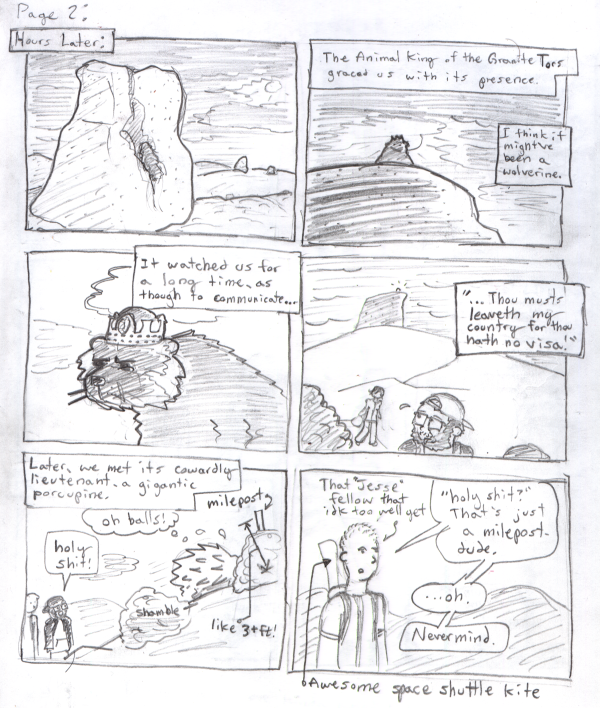 Page 2:
Hours Later:
The Animal King of the Granite Tors
graced us with its presence.
I think it
might've
been a
wolverine.
It watched us for
a long time, as
though to communicate...
"... Thou musts
leaveth my
country for thou
hath no visa!"
Later, we met its cowardly
lieutenant - a gigantic
porcupine.
mileposts
oh balls!
holy
shit!
shamble
like 3+ft!
That "Jesse"
fellow that
idk too well yet
"holy shit?"
That's just
a milepost-
dude.
...oh.
Nevermind.
Awesome space shuttle kite